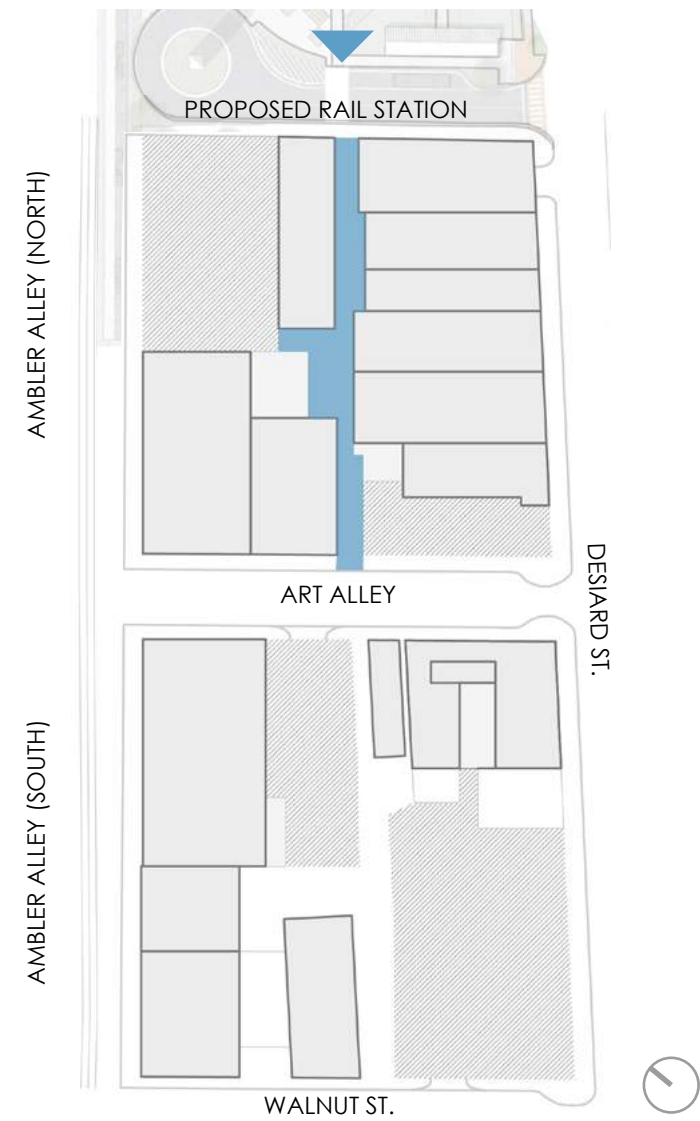 PROPOSED RAIL STATION
AMBLER ALLEY (NORTH)
ART ALLEY
DESIARD ST.
AMBLER ALLEY (SOUTH)
WALNUT ST.